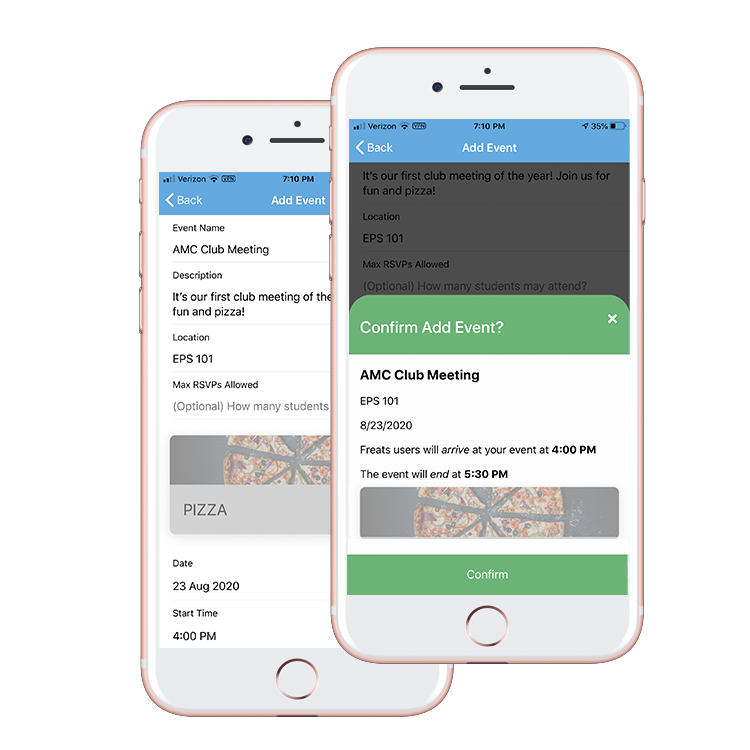 Verizon VPN 7:10 PM
Back Add Event
Event Name
AMC Club Meeting
Description
It's our first club meeting of the
fun and pizza!
Location
EPS 101
Max RSVPs Allowed
(Optional) How many students
PIZZA
Date
23 Aug 2020
Start Time
4:00 PM
Verizon VPN 7:10 PM 35%
Back Add Event
It's our first club meeting of the year! Join us for
fun and pizza!
Location
EPS 101
Max RSVPs Allowed
(Optional) How many students may attend?
Confirm Add Event? ×
AMC Club Meeting
EPS 101
8/23/2020
Freats users will arrive at your event at 4:00 PM
The event will end at 5:30 PM
Confirm